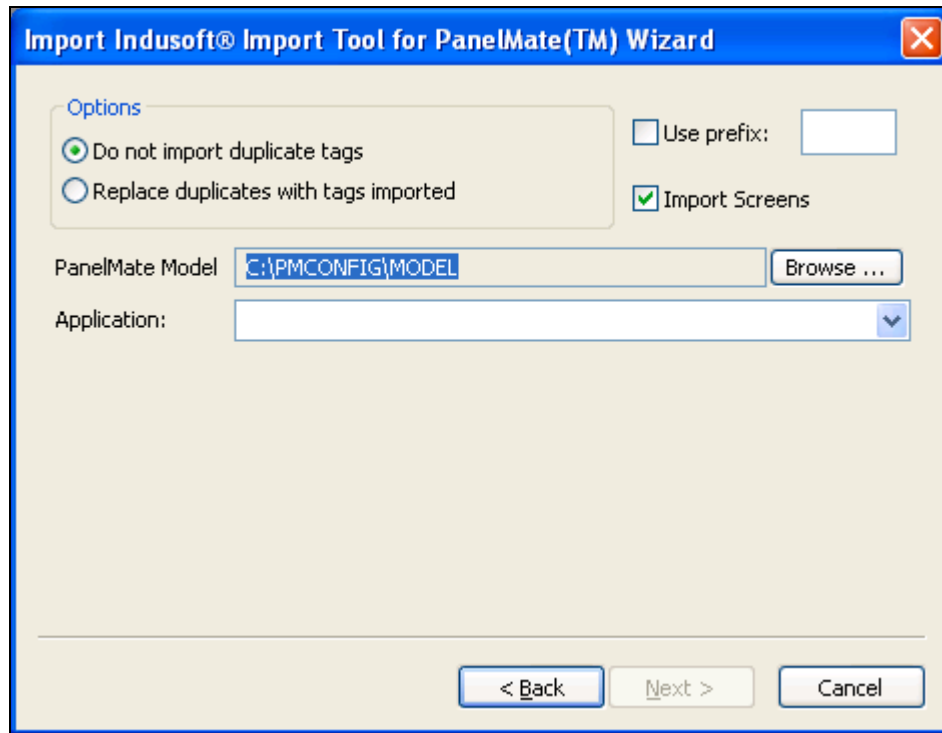 Import Indusoft® Import Tool for PanelMate(TM) Wizard
Options
Do not import duplicate tags
Replace duplicates with tags imported
Use prefix:
Import Screens
PanelMate Model C:\PMCONFIG\MODEL Browse ...
Application:
< Back Next > Cancel